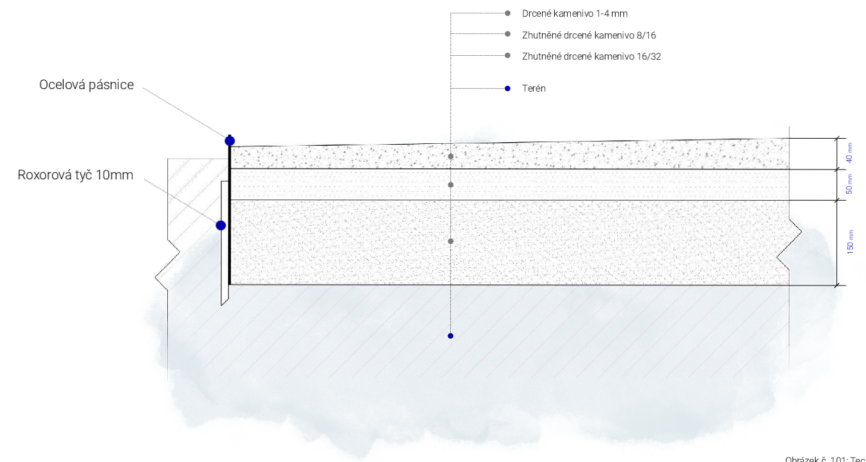 Drcené kamenivo 1-4 mm
Zhutněné drcené kamenivo 8/16
Zhutněné drcené kamenivo 16/32
Terén
Ocelová pásnice
Roxorová tyč 10mm
40 mm
50 mm
150 mm
Obrázek č. 101: